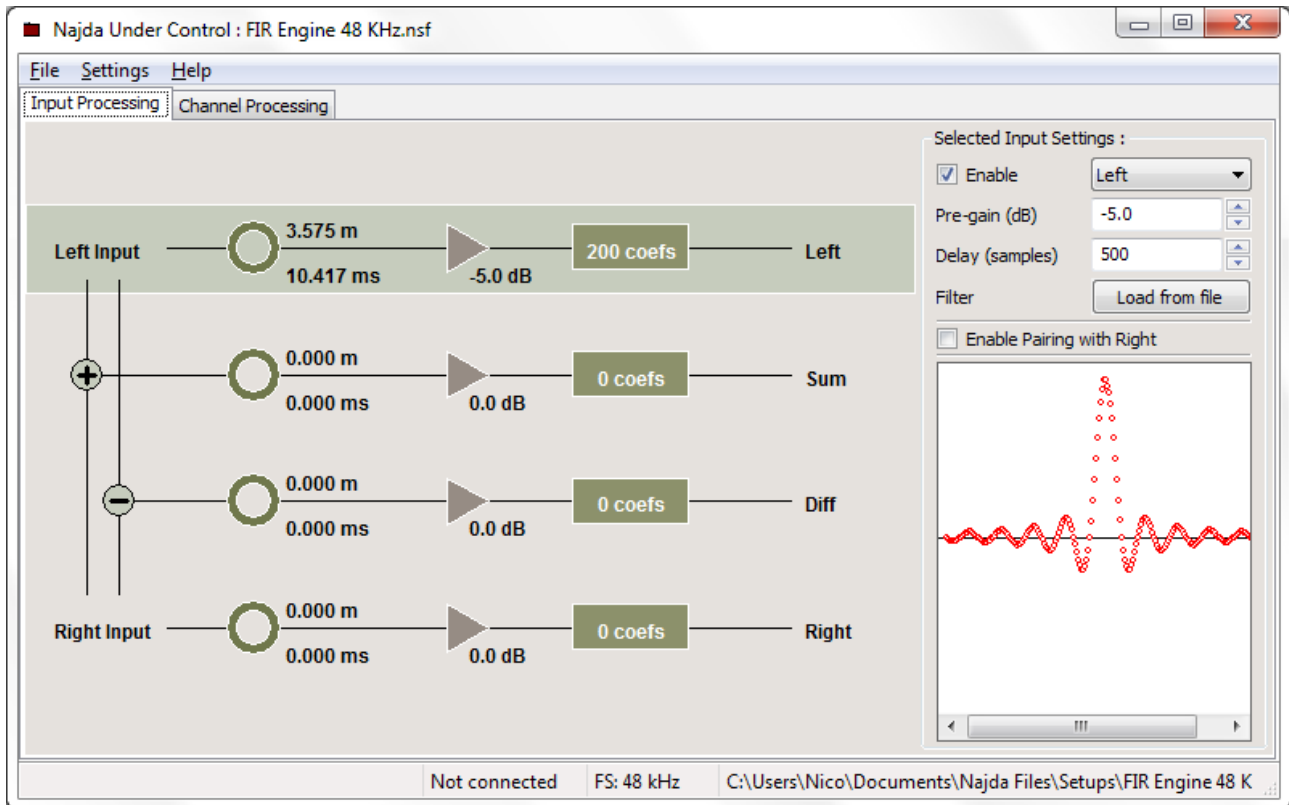 Najda Under Control : FIR Engine 48 KHz.nsf
File Settings Help
Input Processing Channel Processing
Left Input
3.575 m
10.417 ms
-5.0 dB
200 coefs
Left
0.000 m
0.000 ms
0.0 dB
0 coefs
Sum
0.000 m
0.000 ms
0.0 dB
0 coefs
Diff
Right Input
0.000 m
0.000 ms
0.0 dB
0 coefs
Right
Selected Input Settings :
Enable Left
Pre-gain (dB) -5.0
Delay (samples) 500
Filter Load from file
Enable Pairing with Right
Not connected FS: 48 kHz C:\Users\Nico\Documents\Najda Files\Setups\FIR Engine 48 K